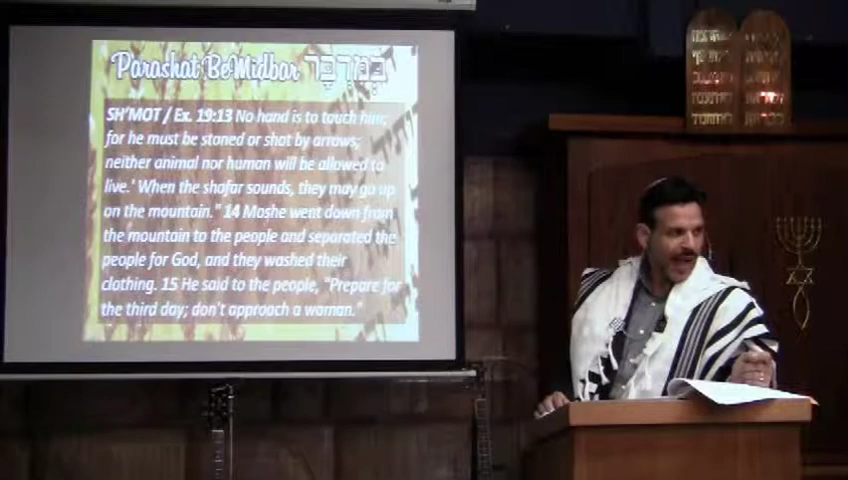 Parashat BeMidbar בְּמִדְבַּר
SH'MOT / Ex. 19:13 No hand is to touch him;
for he must be stoned or shot by arrows;
neither animal nor human will be allowed to
live.' When the shofar sounds, they may go up
on the mountain." 14 Moshe went down from
the mountain to the people and separated the
people for God, and they washed their
clothing. 15 He said to the people, "Prepare for
the third day; don't approach a woman."